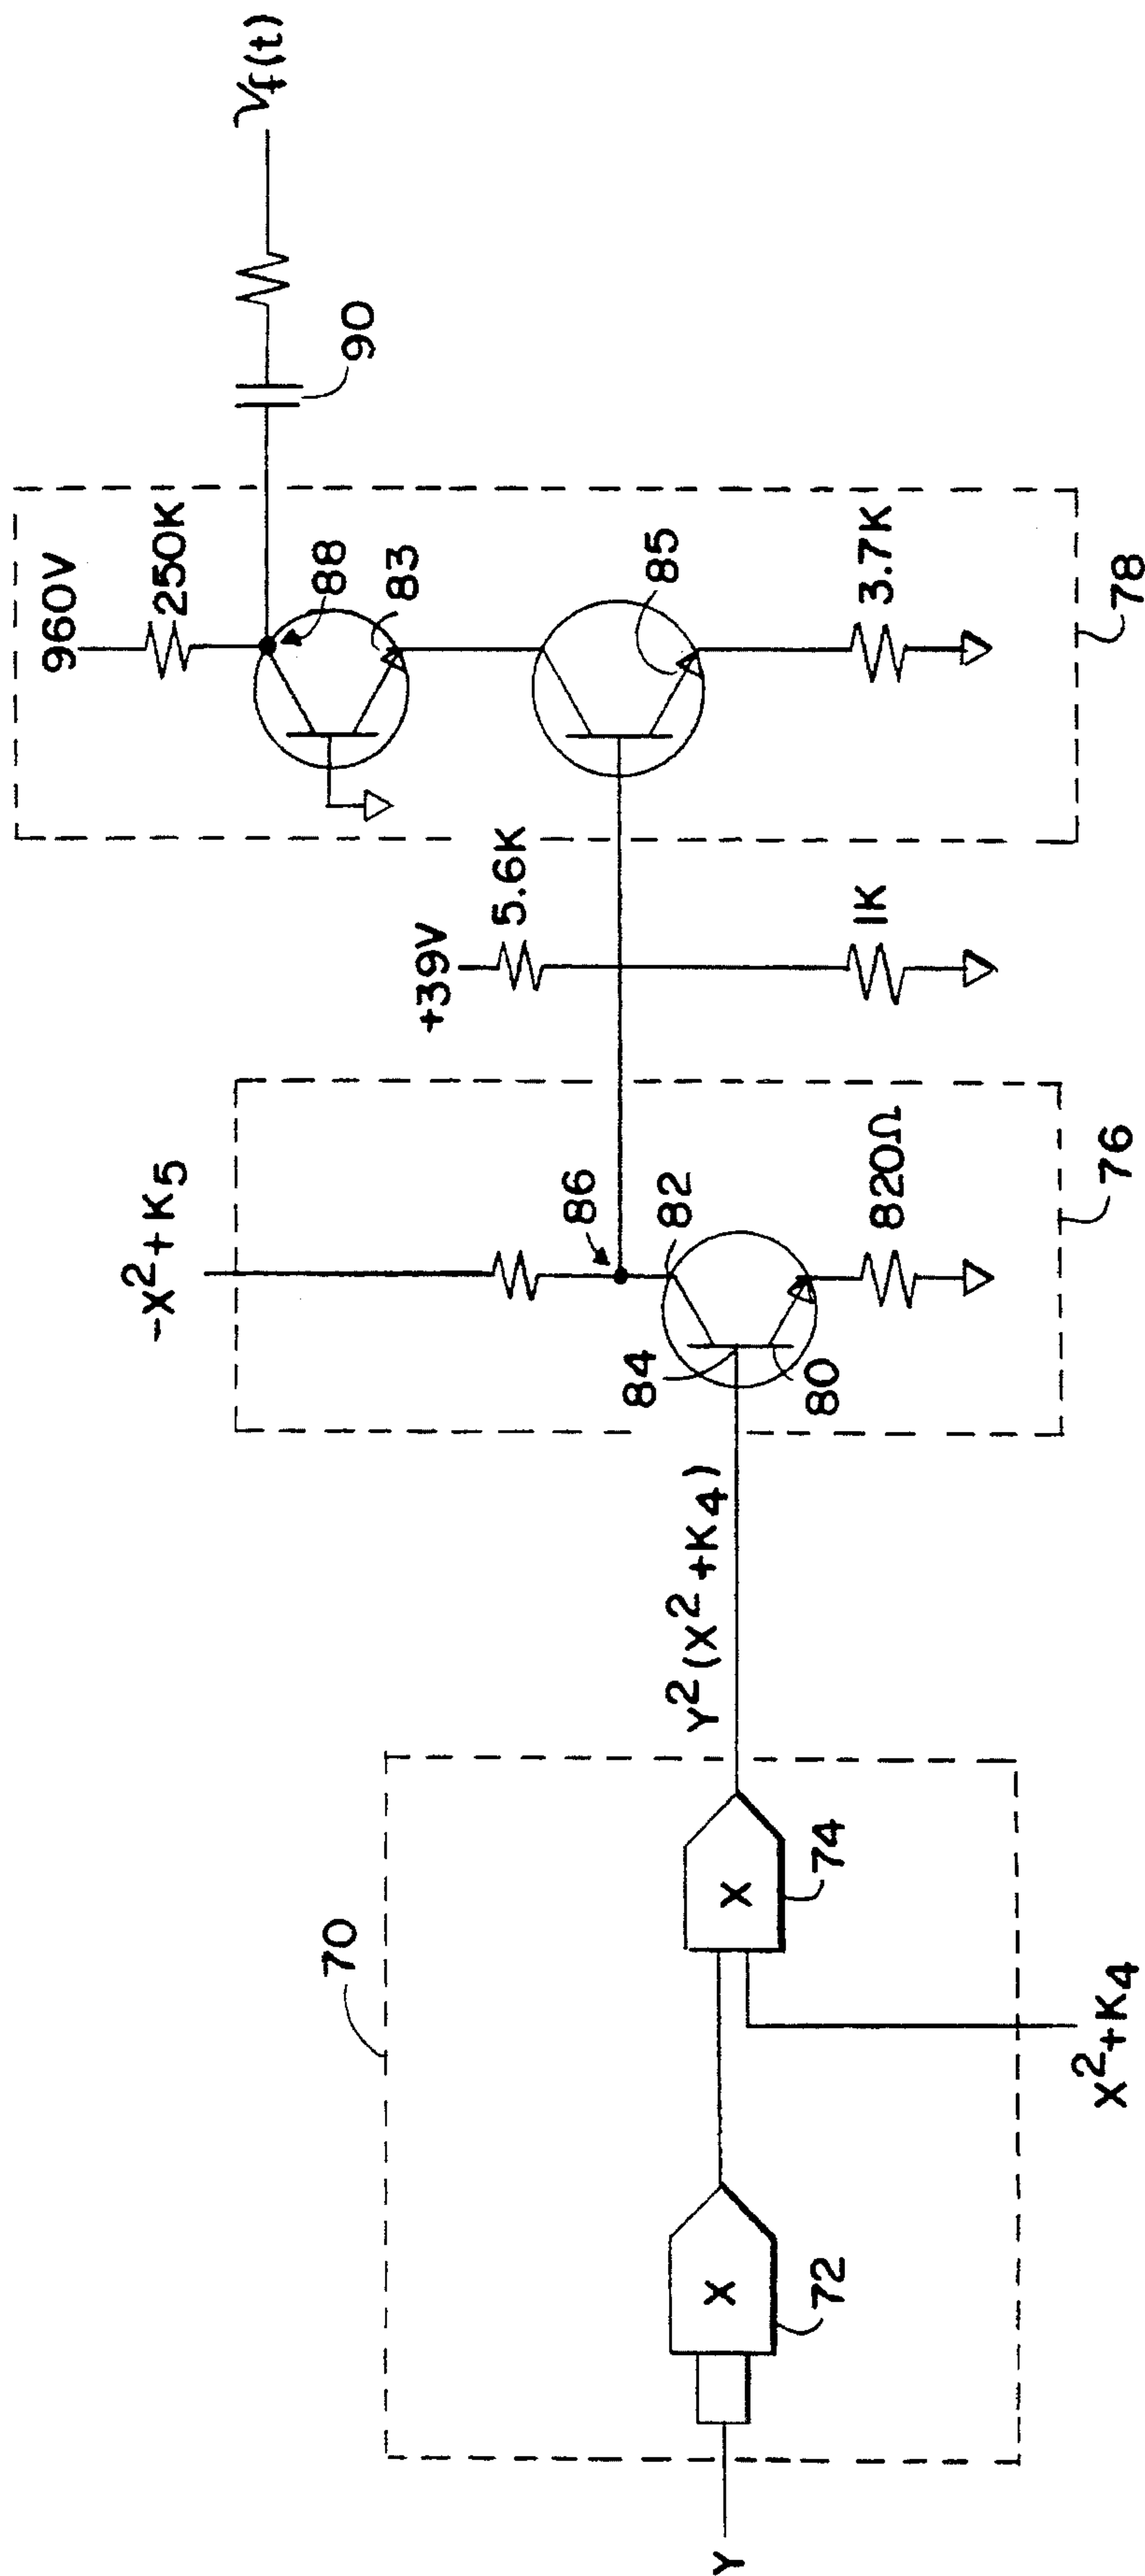 Y
70
X
72
X
74
X²+K₄
Y²(X²+K₄)
-X²+K₅
86
82
84
80
820Ω
76
+39V
5.6K
1K
960V
250K
88
83
85
3.7K
78
90
V_f(t)